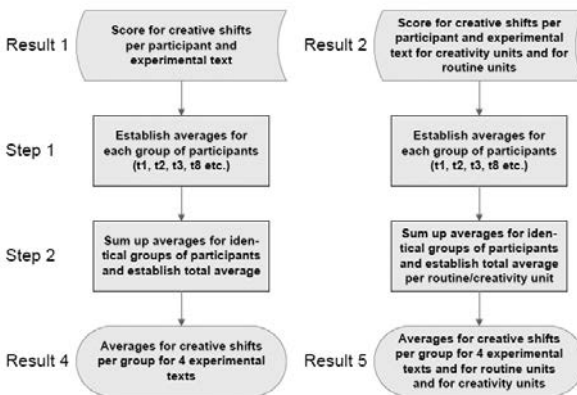 Result 1
Score for creative shifts
per participant and
experimental text
Result 2
Score for creative shifts per
participant and experimental
text for creativity units and for
routine units
Step 1
Establish averages for
each group of participants
(t1, t2, t3, t8 etc.)
Establish averages for
each group of participants
(t1, t2, t3, t8 etc.)
Step 2
Sum up averages for iden-
tical groups of participants
and establish total average
Sum up averages for iden-
tical groups of participants
and establish total average
per routine/creativity unit
Result 4
Averages for creative shifts
per group for 4 experimental
texts
Result 5
Averages for creative shifts
per group for 4 experimental
texts and for routine units
and for creativity units